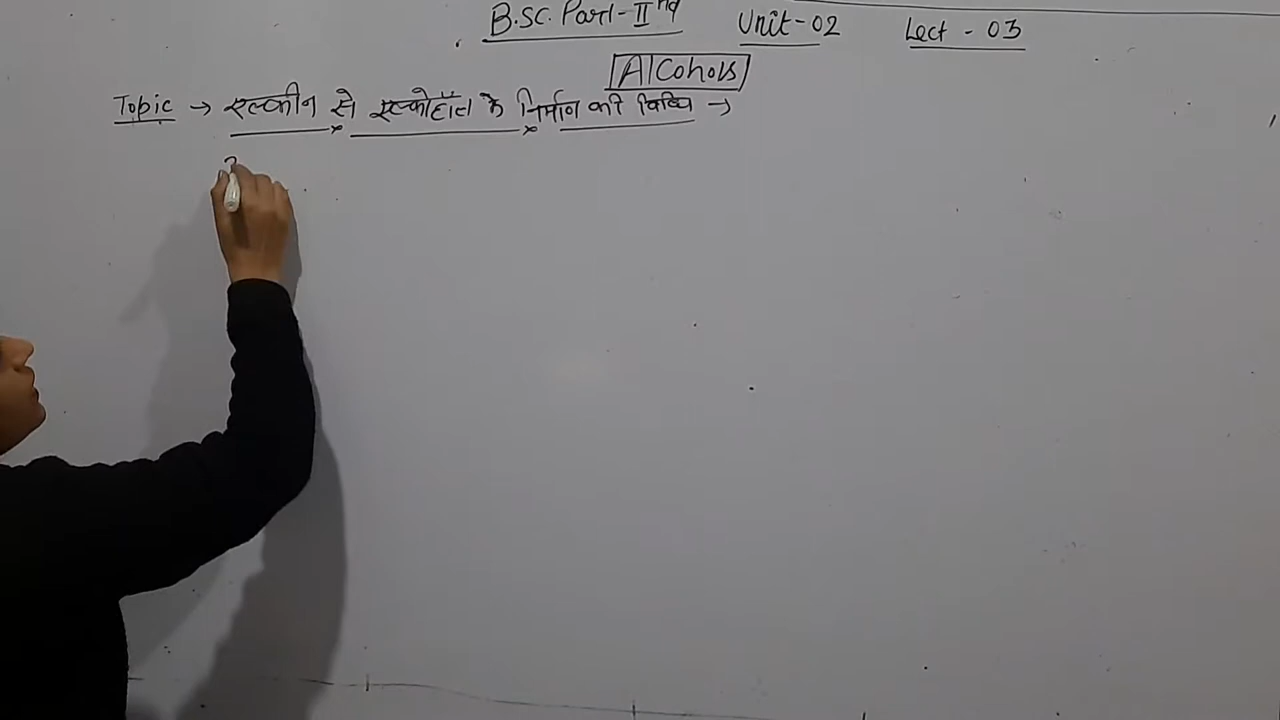 B.SC. Part-IInd Unit-02 Lect - 03
Alcohols
Topic → एल्कीन से एल्कोहॉल के निर्माण की विधि →